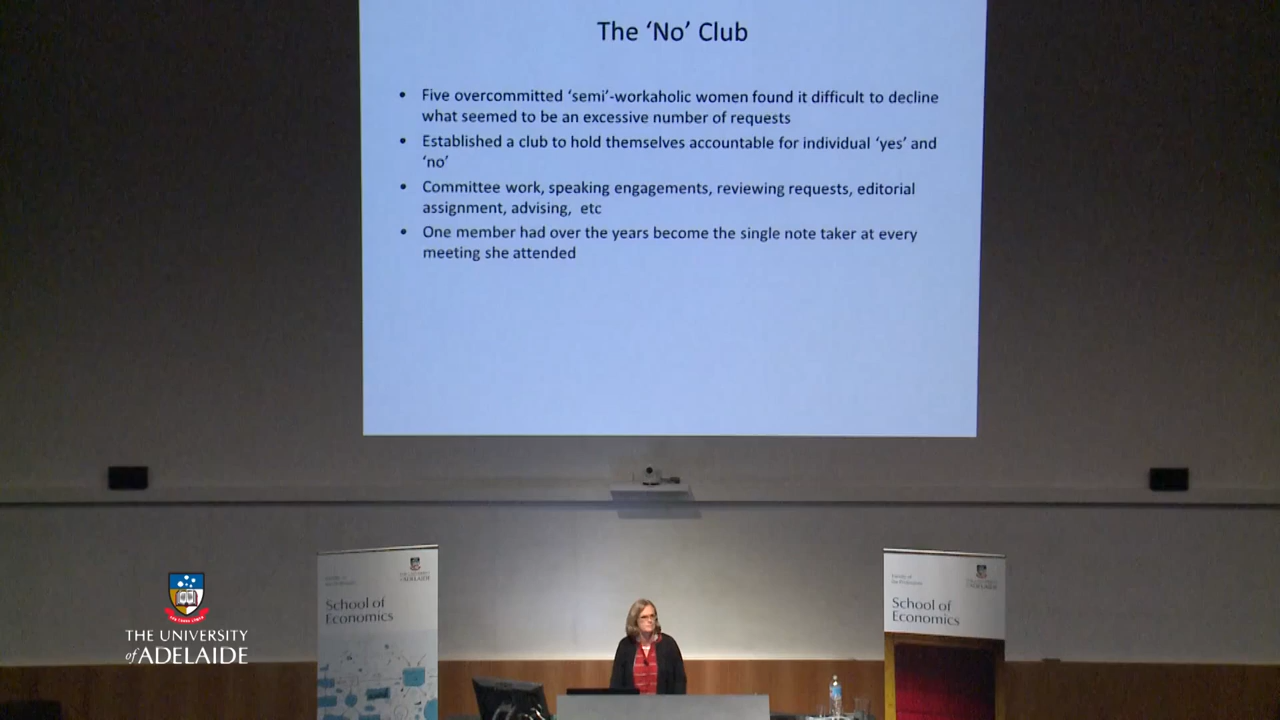 The ‘No’ Club
• Five overcommitted ‘semi’-workaholic women found it difficult to decline
what seemed to be an excessive number of requests
• Established a club to hold themselves accountable for individual ‘yes’ and
‘no’
• Committee work, speaking engagements, reviewing requests, editorial
assignment, advising, etc
• One member had over the years become the single note taker at every
meeting she attended
THE UNIVERSITY
of ADELAIDE
School of
Economics
ADELAIDE
School of
Economics
ADELAIDE